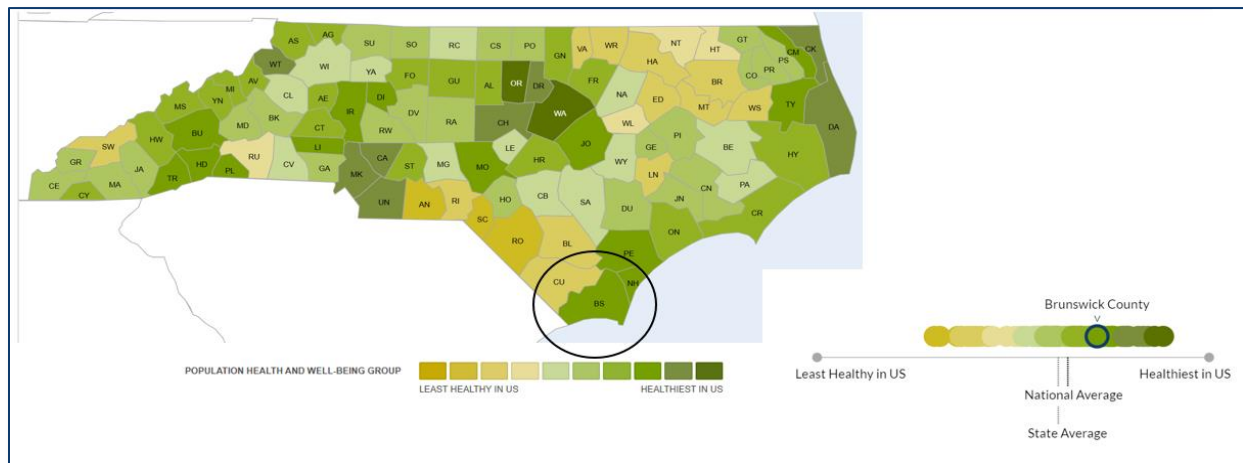 AS AG SU SO RC CS PO GN VA WR NT HT GT CM CK
WT WI YA FO GU AL OR DR FR HA BR CO PR PS
MS YN MI AV CL AE IR DI DV RA CH WA NA ED MT WS TY DA
SW HW BU MD BK CT LI RW LE WL PI BE HY
GR JA HD RU CV GA CA ST MG MO HR JO WY GE
CE CY MA TR PL MK UN AN RI HO CB SA LN CN PA
SC DU JN CR
RO BL ON
PE
CU NH
BS
POPULATION HEALTH AND WELL-BEING GROUP
LEAST HEALTHY IN US HEALTHIEST IN US
Brunswick County
Least Healthy in US Healthiest in US
National Average
State Average